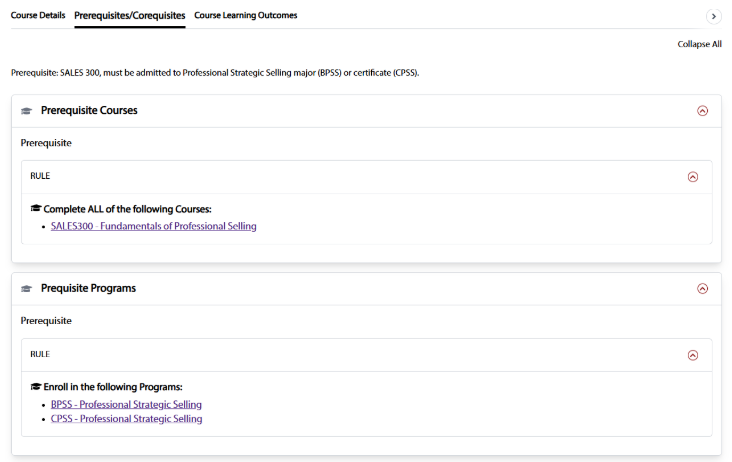 Course Details Prerequisites/Corequisites Course Learning Outcomes
Collapse All
Prerequisite: SALES 300, must be admitted to Professional Strategic Selling major (BPSS) or certificate (CPSS).
Prerequisite Courses
Prerequisite
RULE
Complete ALL of the following Courses:
• SALES300 - Fundamentals of Professional Selling
Prequisite Programs
Prerequisite
RULE
Enroll in the following Programs:
• BPSS - Professional Strategic Selling
• CPSS - Professional Strategic Selling